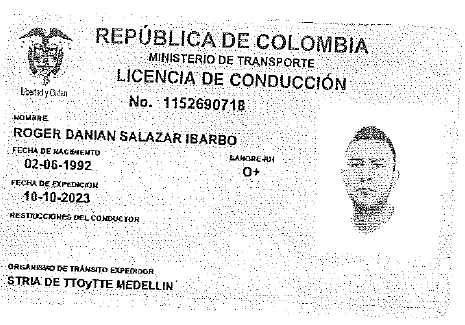 REPÚBLICA DE COLOMBIA
MINISTERIO DE TRANSPORTE
LICENCIA DE CONDUCCIÓN
Libertad y Orden
No. 1152690718
NOMBRE
ROGER DANIAN SALAZAR IBARBO
FECHA DE NACIMIENTO
02-06-1992
SANGRE-RH
O+
FECHA DE EXPEDICION
10-10-2023
RESTRICCIONES DEL CONDUCTOR
ORGANISMO DE TRÁNSITO EXPEDIDOR
STRIA DE TTOyTTE MEDELLIN